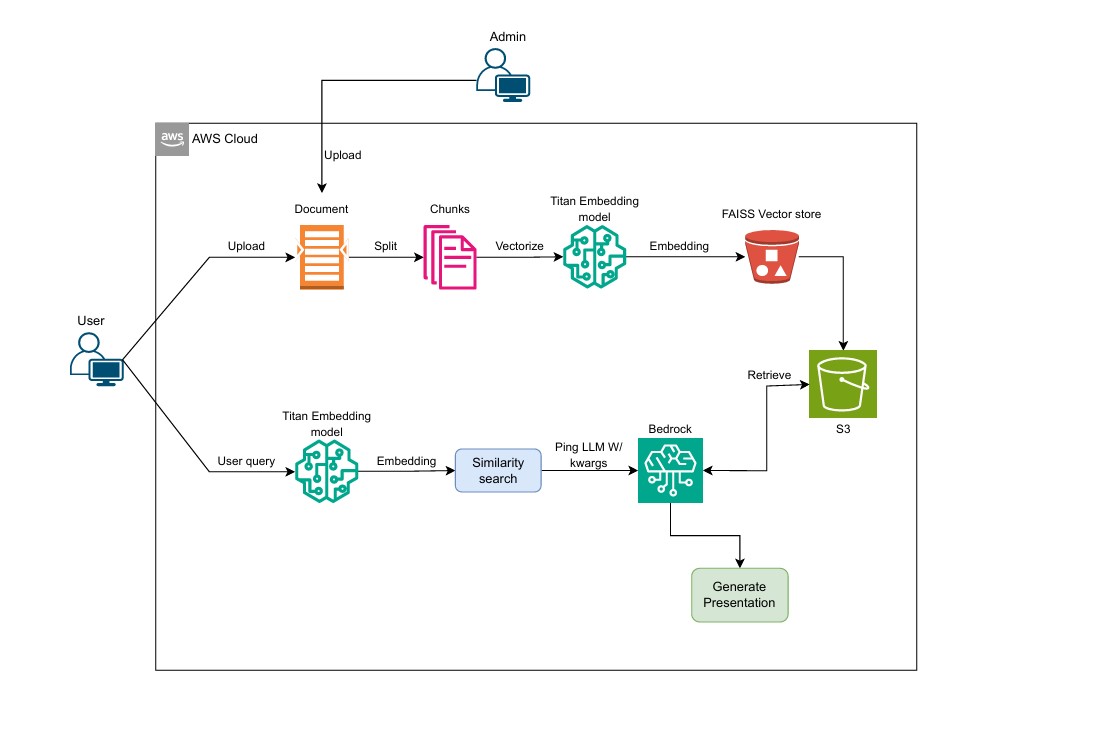 Admin
aws
AWS Cloud
Upload
Document
Chunks
Titan Embedding
model
FAISS Vector store
Upload
Split
Vectorize
Embedding
User
Retrieve
S3
Titan Embedding
model
User query
Embedding
Similarity
search
Ping LLM W/
kwargs
Bedrock
Generate
Presentation